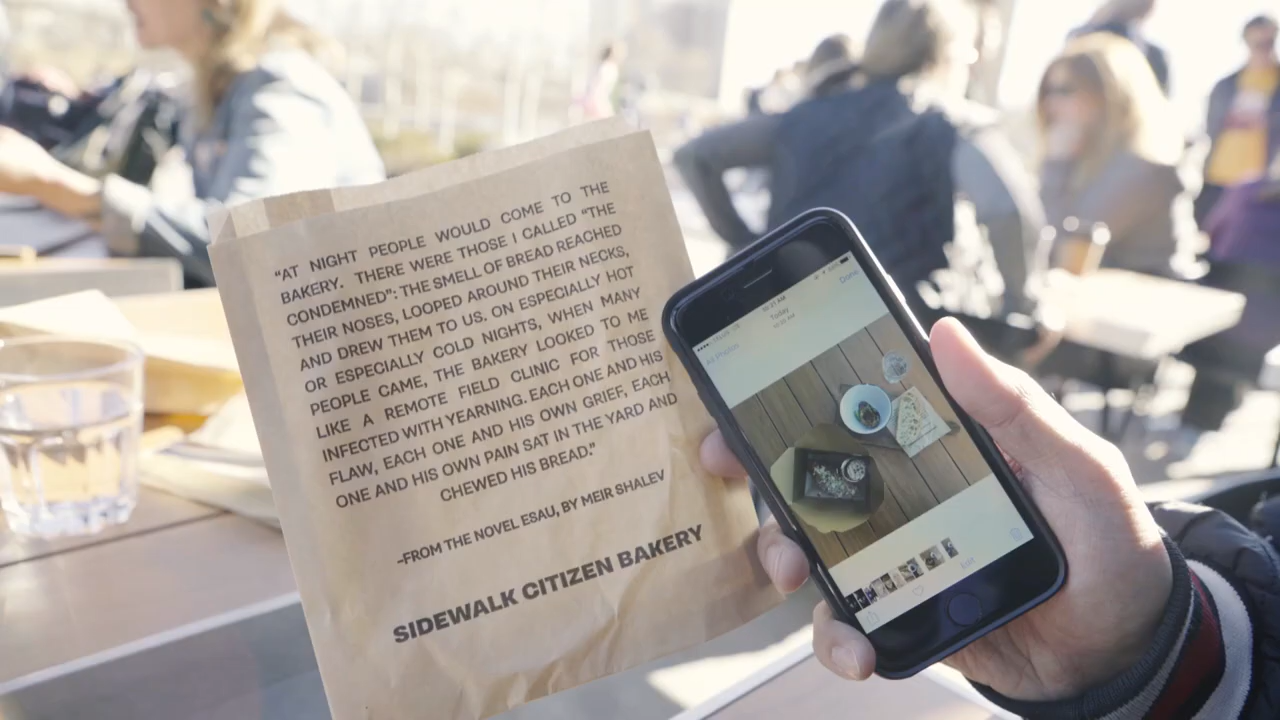 “AT NIGHT PEOPLE WOULD COME TO THE
BAKERY. THERE WERE THOSE I CALLED “THE
CONDEMNED”: THE SMELL OF BREAD REACHED
THEIR NOSES, LOOPED AROUND THEIR NECKS,
AND DREW THEM TO US. ON ESPECIALLY HOT
OR ESPECIALLY COLD NIGHTS, WHEN MANY
PEOPLE CAME, THE BAKERY LOOKED TO ME
LIKE A REMOTE FIELD CLINIC FOR THOSE
INFECTED WITH YEARNING. EACH ONE AND HIS
FLAW, EACH ONE AND HIS OWN GRIEF, EACH
ONE AND HIS OWN PAIN SAT IN THE YARD AND
CHEWED HIS BREAD.”
-FROM THE NOVEL ESAU, BY MEIR SHALEV
SIDEWALK CITIZEN BAKERY
Today
Done
All Photos
Edit